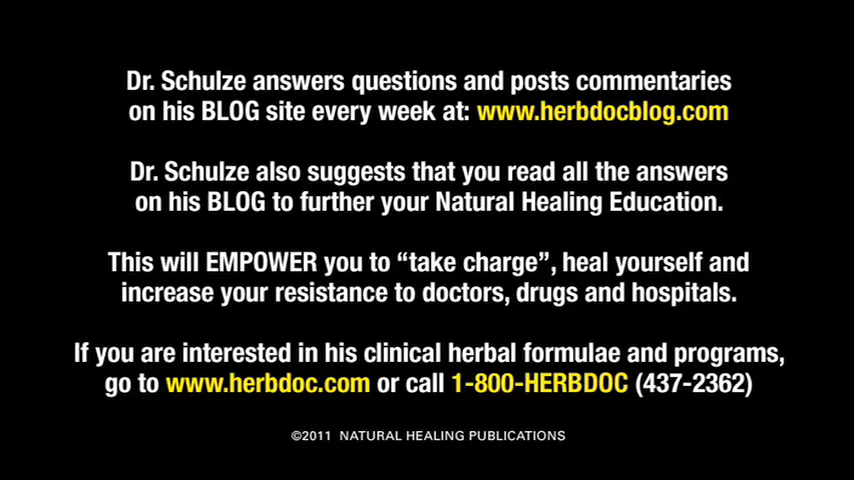 Dr. Schulze answers questions and posts commentaries
on his BLOG site every week at: www.herbdocblog.com
Dr. Schulze also suggests that you read all the answers
on his BLOG to further your Natural Healing Education.
This will EMPOWER you to “take charge”, heal yourself and
increase your resistance to doctors, drugs and hospitals.
If you are interested in his clinical herbal formulae and programs,
go to www.herbdoc.com or call 1-800-HERBDOC (437-2362)
©2011 NATURAL HEALING PUBLICATIONS